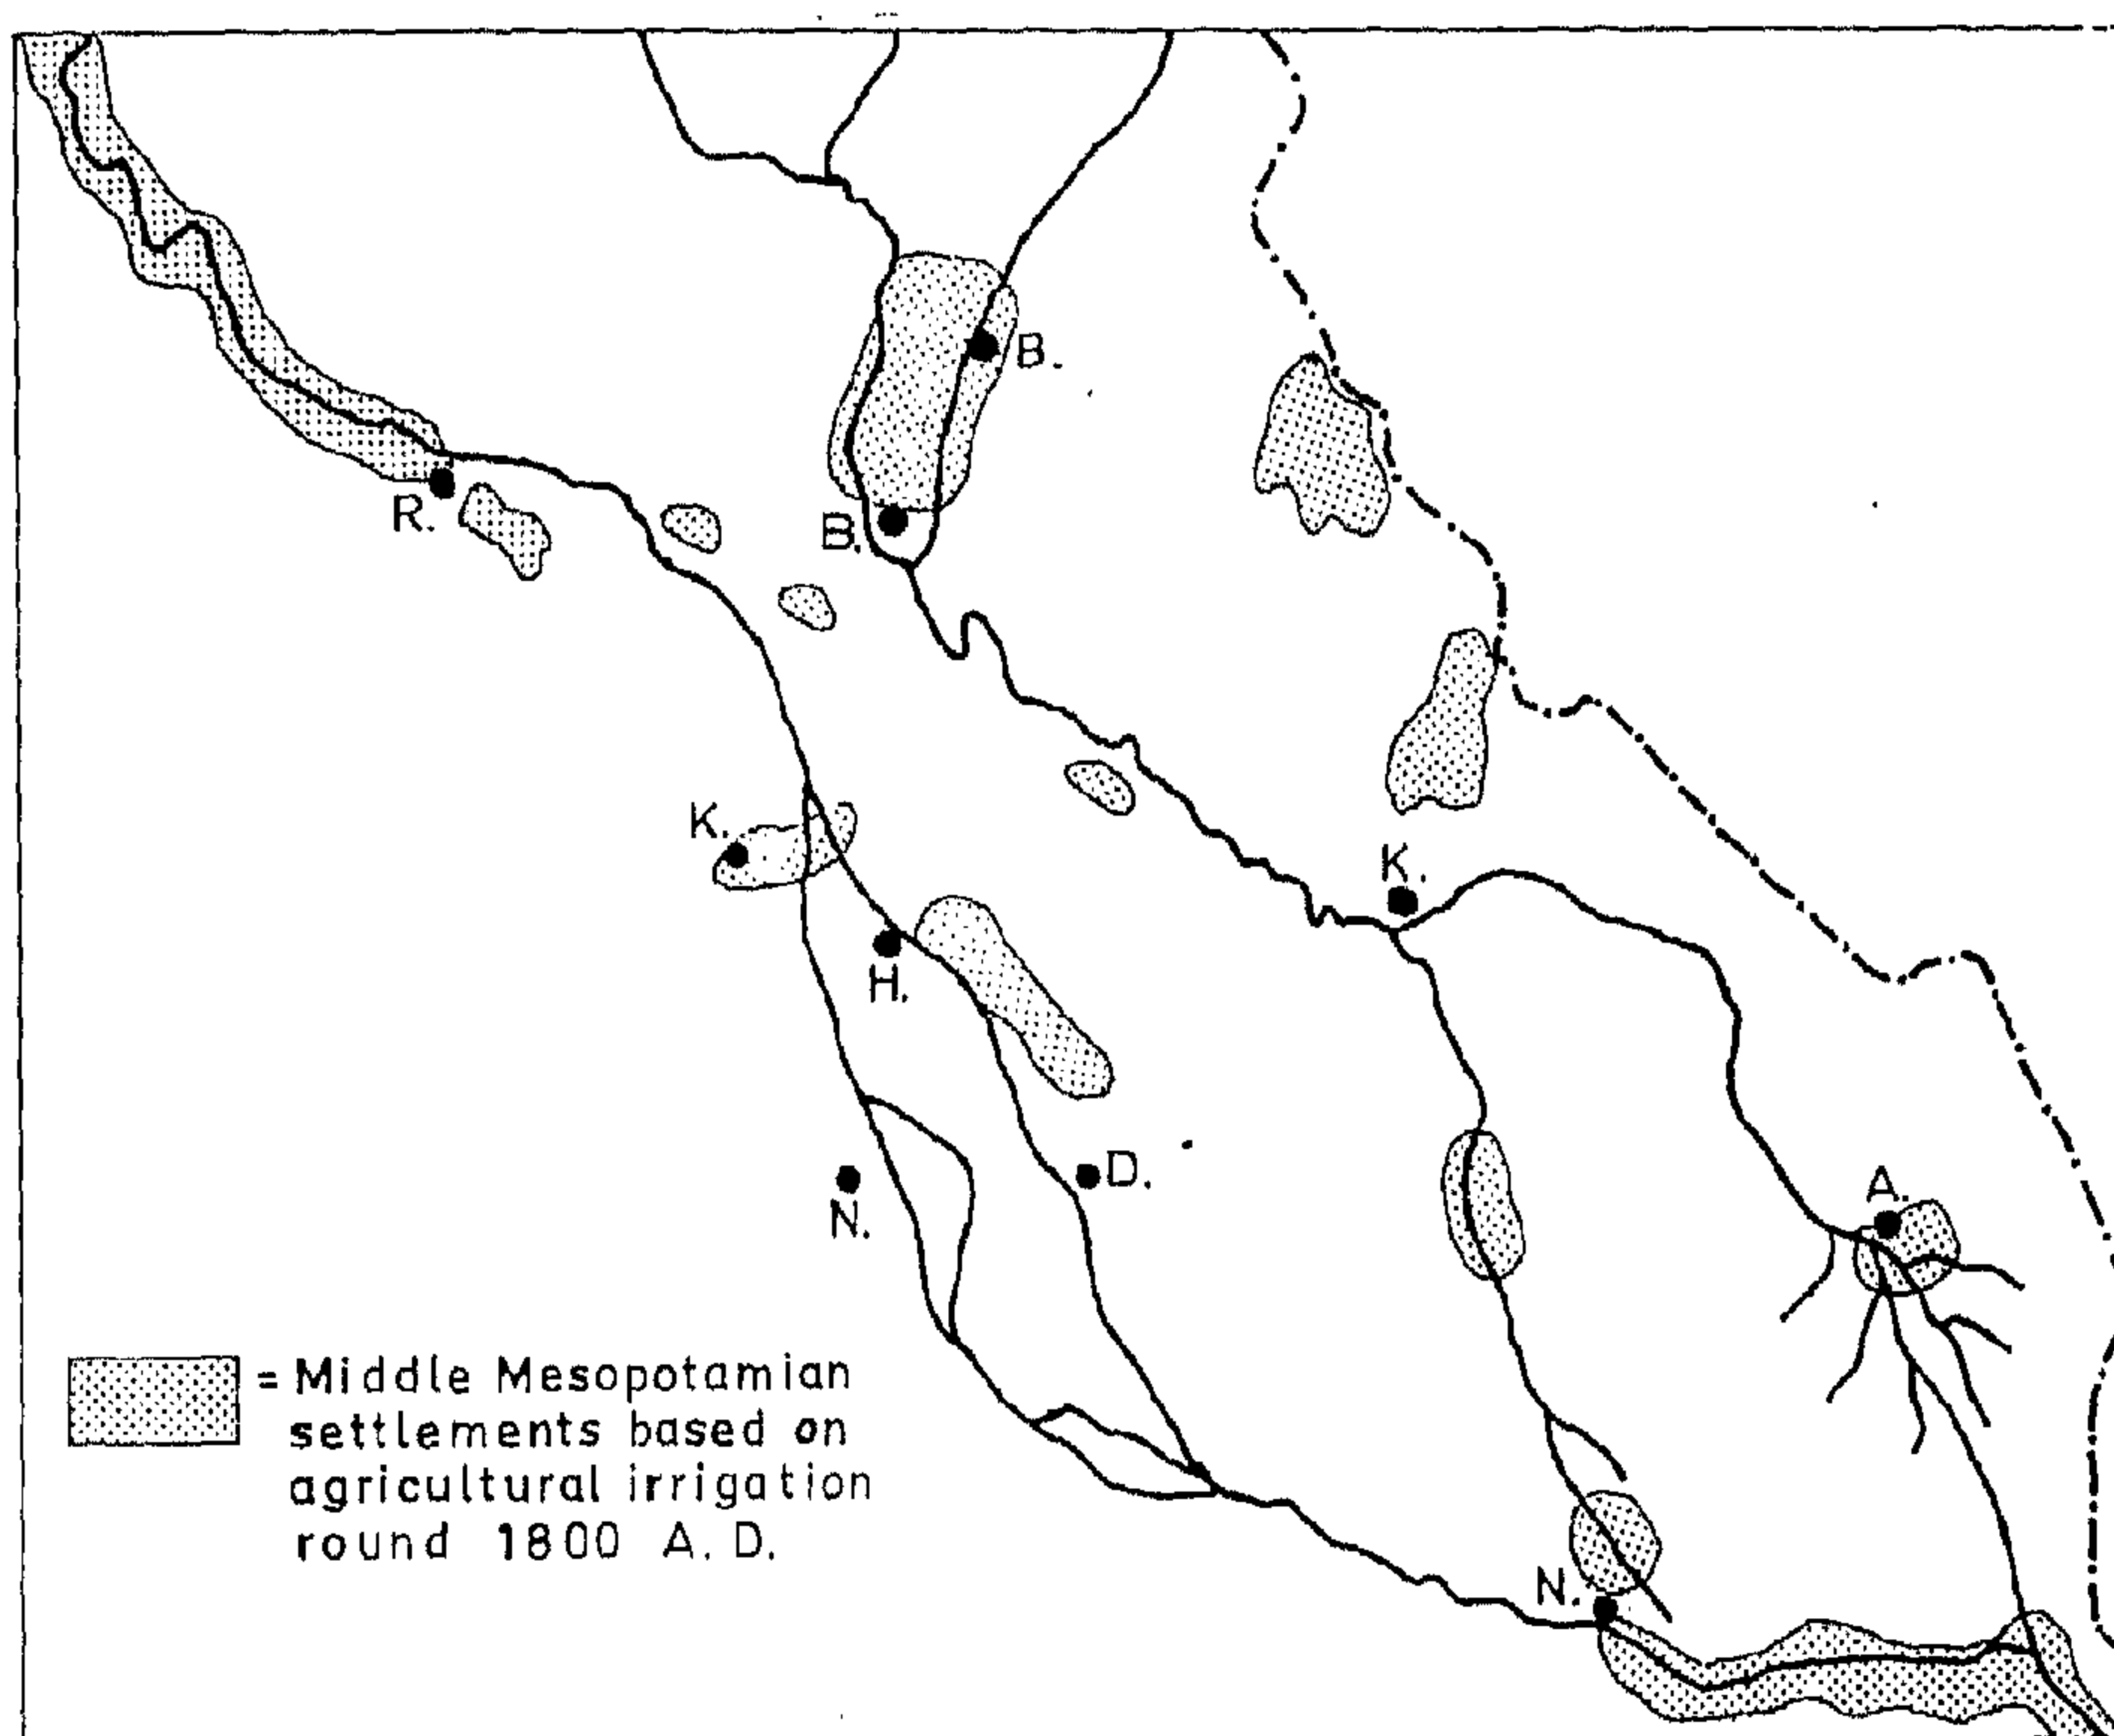 B.
R.
B.
K.
K.
H.
D.
N.
A.
= Middle Mesopotamian
settlements based on
agricultural irrigation
round 1800 A.D.
N.